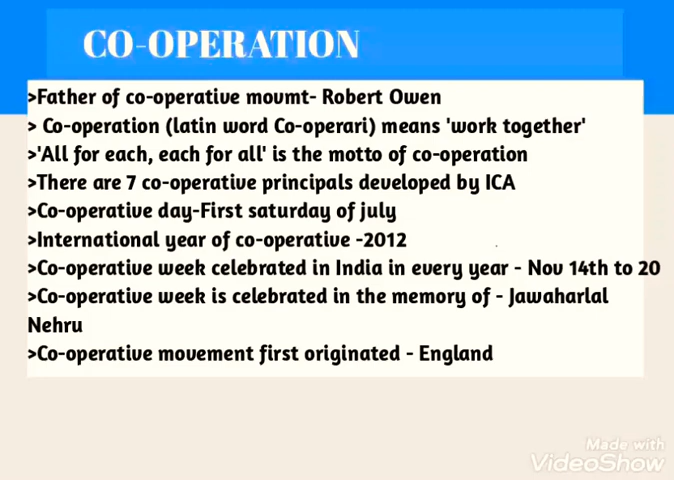 CO-OPERATION
>Father of co-operative movmt- Robert Owen
> Co-operation (latin word Co-operari) means 'work together'
>'All for each, each for all' is the motto of co-operation
>There are 7 co-operative principals developed by ICA
>Co-operative day-First saturday of july
>International year of co-operative -2012
>Co-operative week celebrated in India in every year - Nov 14th to 20
>Co-operative week is celebrated in the memory of - Jawaharlal
Nehru
>Co-operative movement first originated - England
Made with
VideoShow